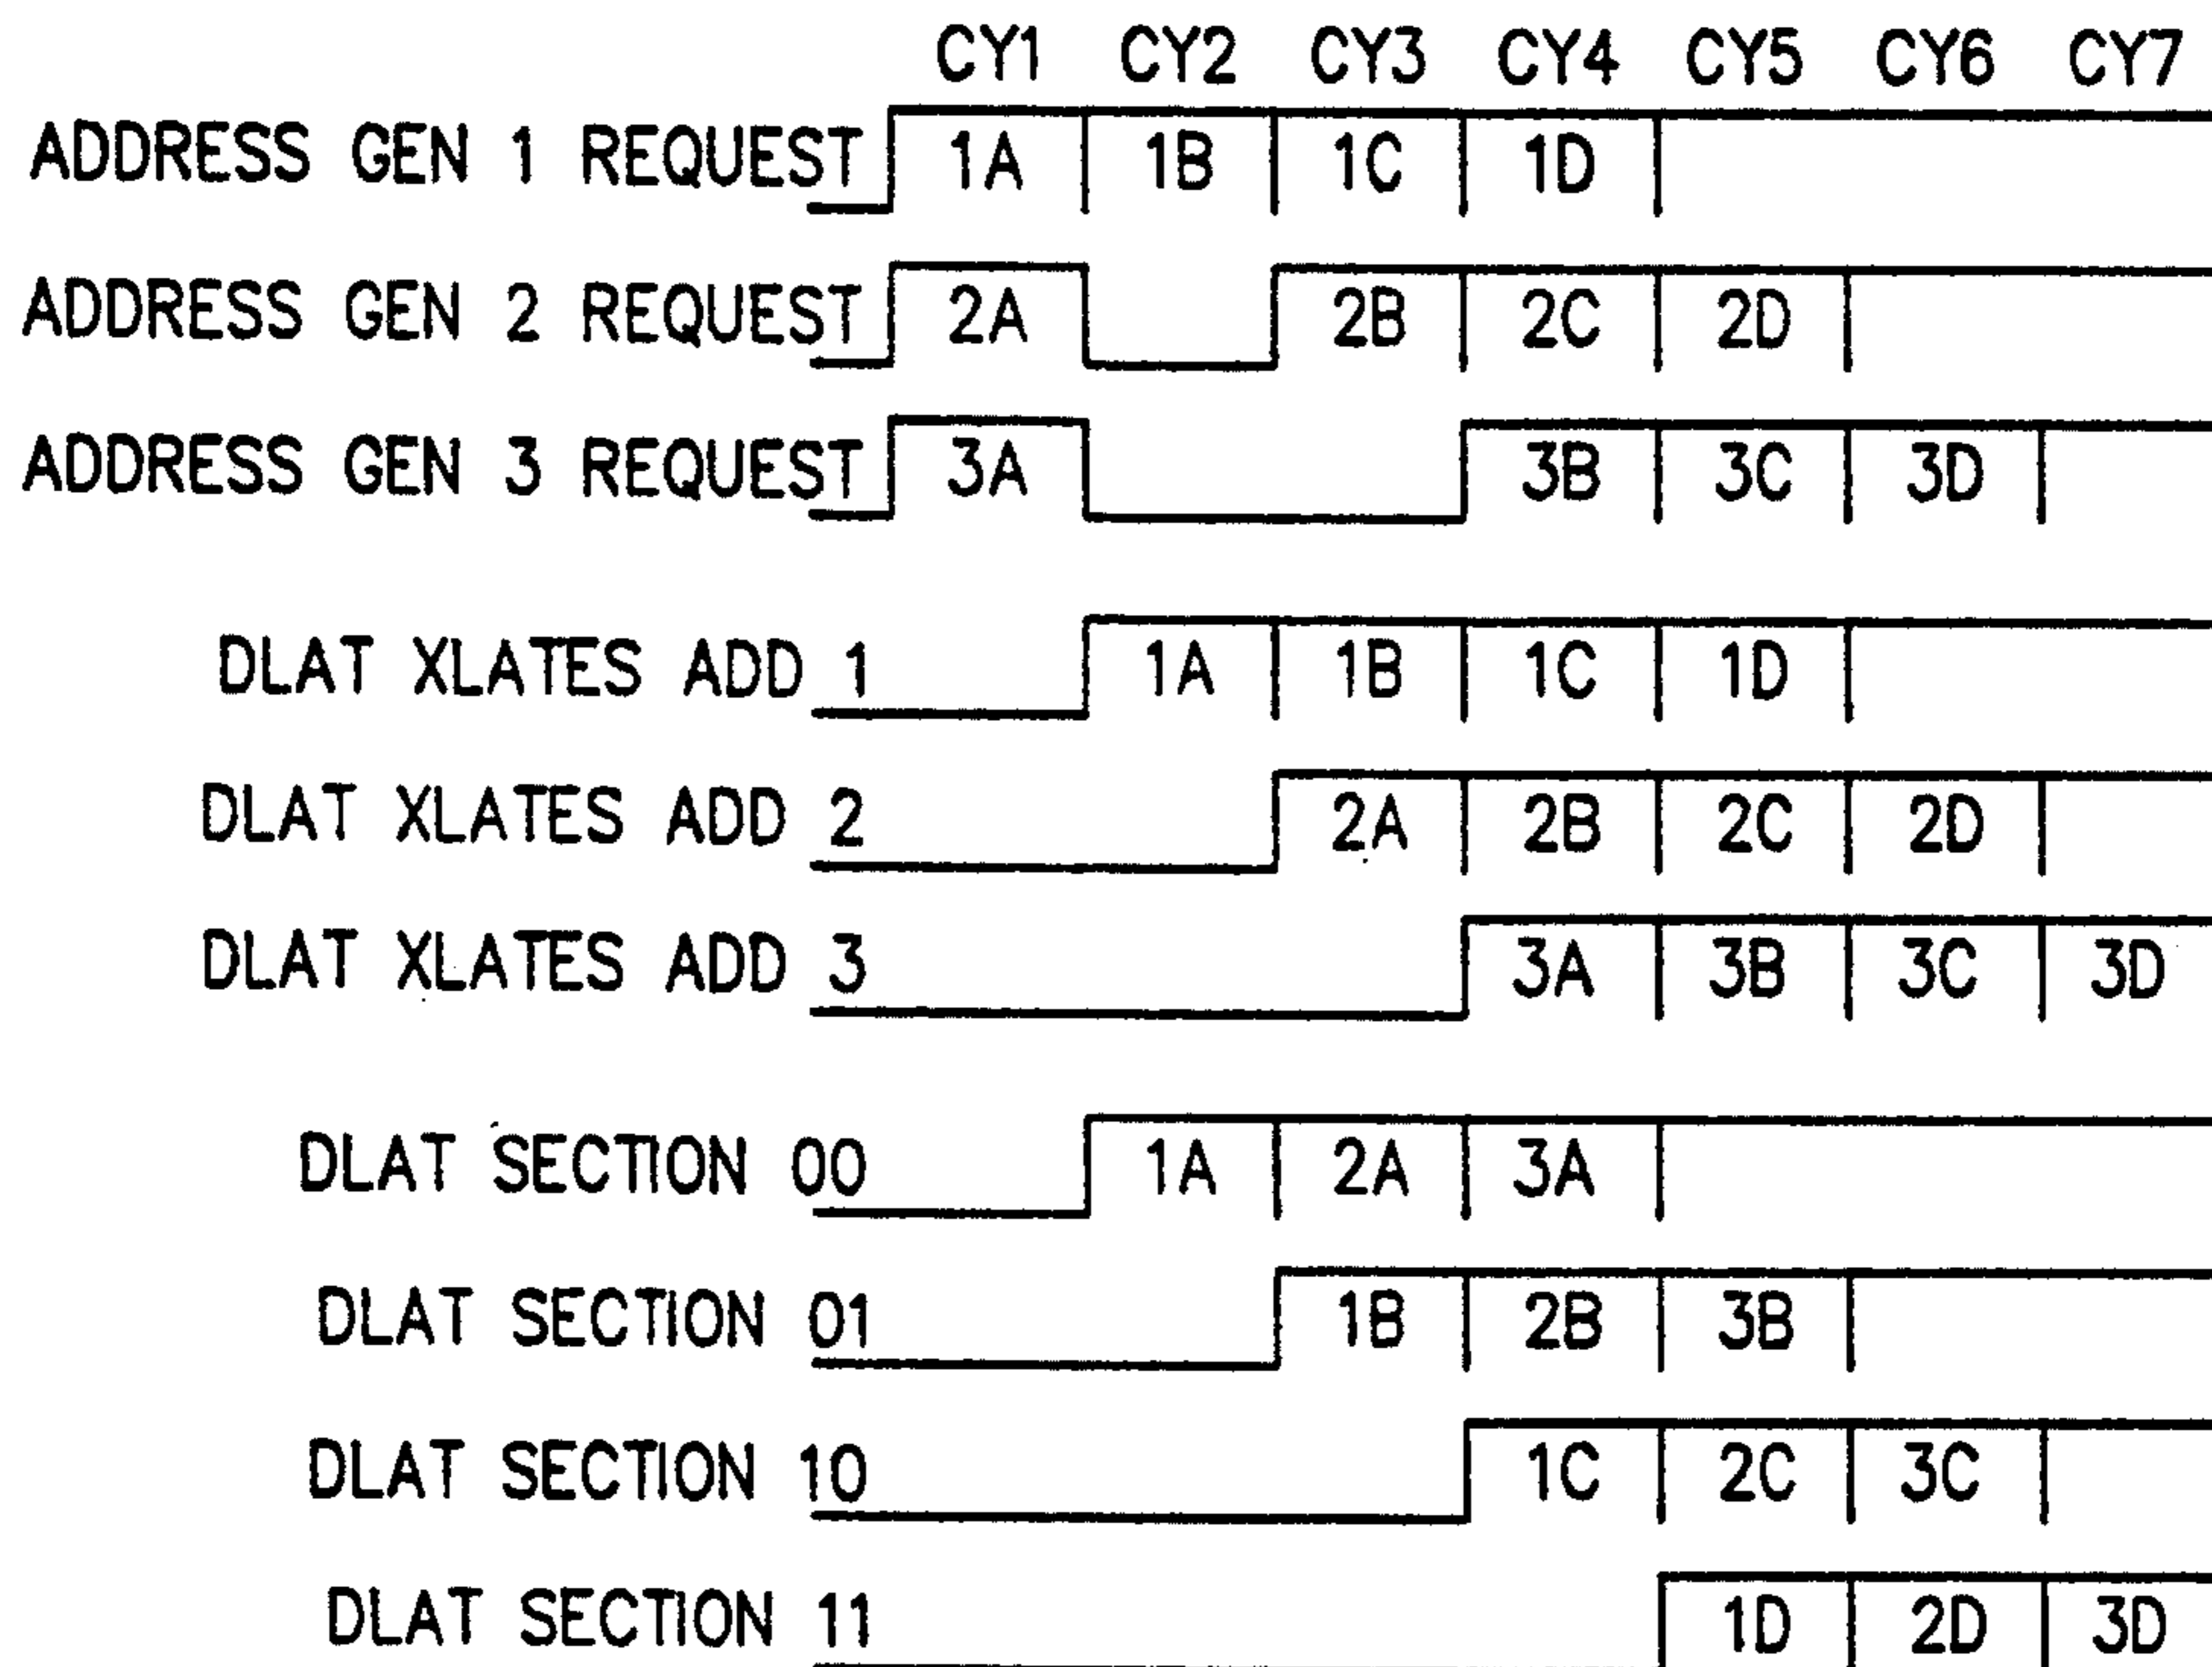 CY1 CY2 CY3 CY4 CY5 CY6 CY7
ADDRESS GEN 1 REQUEST 1A 1B 1C 1D
ADDRESS GEN 2 REQUEST 2A 2B 2C 2D
ADDRESS GEN 3 REQUEST 3A 3B 3C 3D
DLAT XLATES ADD 1 1A 1B 1C 1D
DLAT XLATES ADD 2 2A 2B 2C 2D
DLAT XLATES ADD 3 3A 3B 3C 3D
DLAT SECTION 00 1A 2A 3A
DLAT SECTION 01 1B 2B 3B
DLAT SECTION 10 1C 2C 3C
DLAT SECTION 11 1D 2D 3D